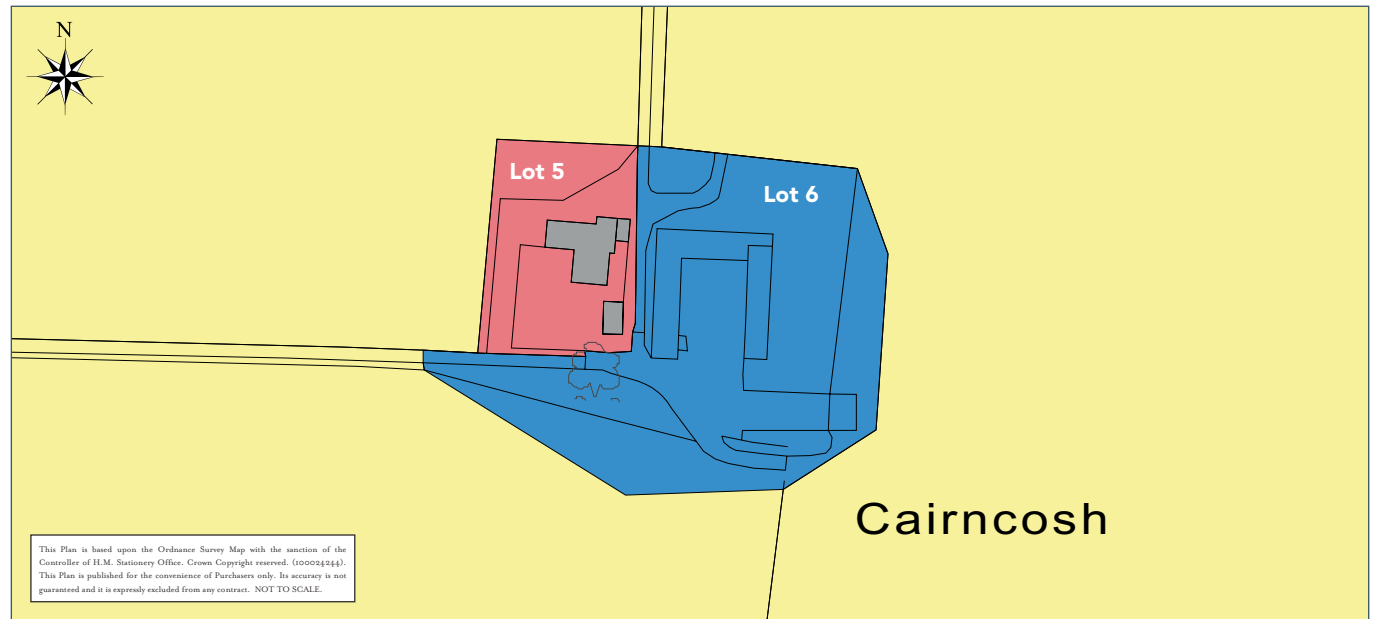 N
Lot 5
Lot 6
Cairncosh
This Plan is based upon the Ordnance Survey Map with the sanction of the
Controller of H.M. Stationery Office. Crown Copyright reserved. (100024244).
This Plan is published for the convenience of Purchasers only. Its accuracy is not
guaranteed and it is expressly excluded from any contract. NOT TO SCALE.